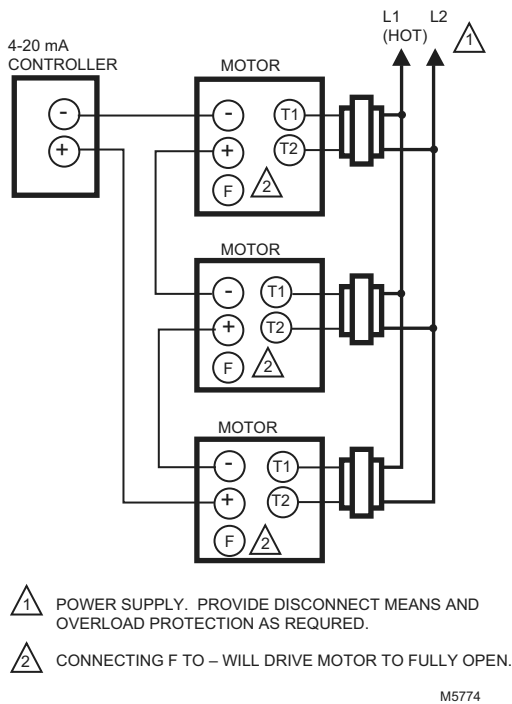 L1 L2
(HOT)
1
4-20 mA
CONTROLLER
-
+
MOTOR
- T1
+ T2
F 2
MOTOR
- T1
+ T2
F 2
MOTOR
- T1
+ T2
F 2
1 POWER SUPPLY. PROVIDE DISCONNECT MEANS AND
OVERLOAD PROTECTION AS REQURED.
2 CONNECTING F TO – WILL DRIVE MOTOR TO FULLY OPEN.
M5774